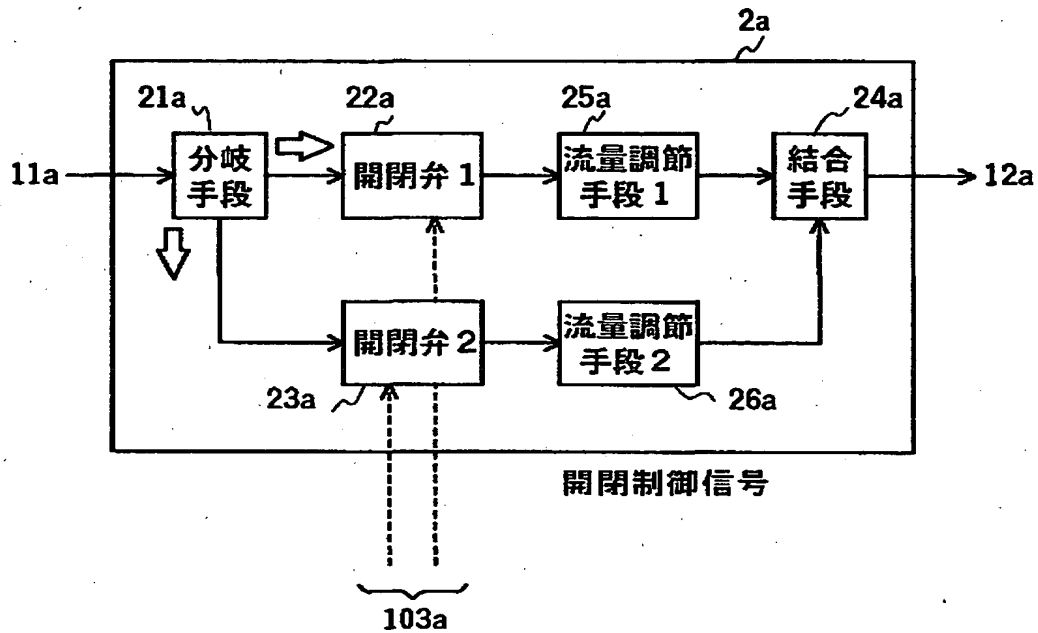 2a
21a
22a
25a
24a
11a
分岐
手段
開閉弁1
流量調節
手段1
結合
手段
12a
開閉弁2
流量調節
手段2
23a
26a
開閉制御信号
103a